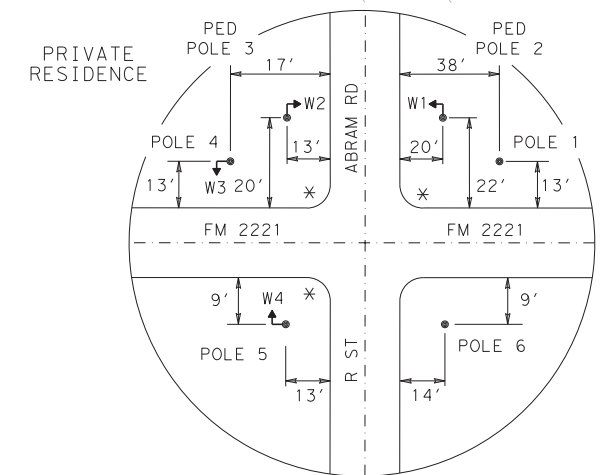 PED
POLE 3
PED
POLE 2
PRIVATE
RESIDENCE
17'
38'
ABRAM RD
W2
W1
POLE 4
13'
20'
POLE 1
13'
W3
20'
22'
13'
*
*
FM 2221
FM 2221
9'
W4
*
9'
POLE 5
R ST
POLE 6
13'
14'